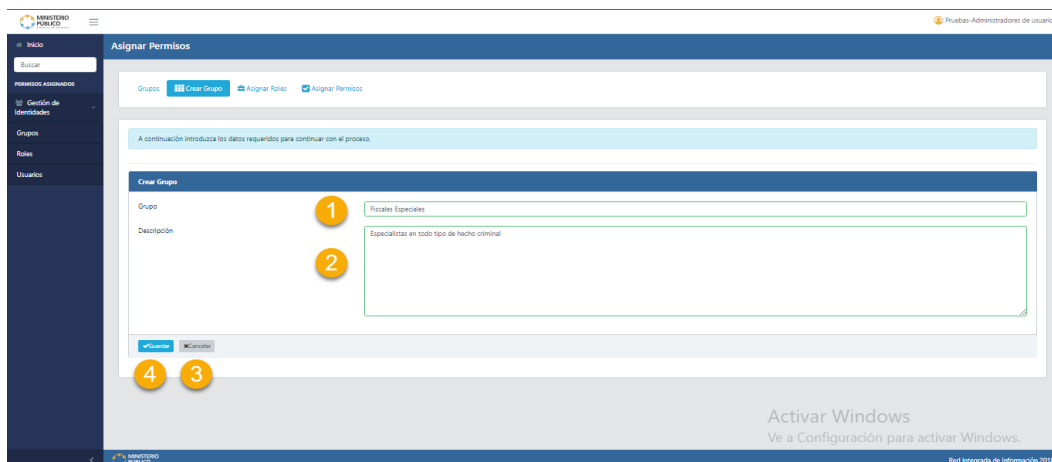 MINISTERIO
PÚBLICO
Pruebas-Administradores de usuario
Inicio
Asignar Permisos
Buscar
PERMISOS ASIGNADOS
Grupos
Crear Grupo
Asignar Roles
Asignar Permisos
Gestión de
Identidades
Grupos
Roles
Usuarios
A continuación introduzca los datos requeridos para continuar con el proceso.
Crear Grupo
Grupo
1
Fiscales Especiales
Descripción
Especialistas en todo tipo de hecho criminal
2
Guardar
Cancelar
4
3
Activar Windows
Ve a Configuración para activar Windows.
MINISTERIO
PÚBLICO
Red Integrada de Información 201